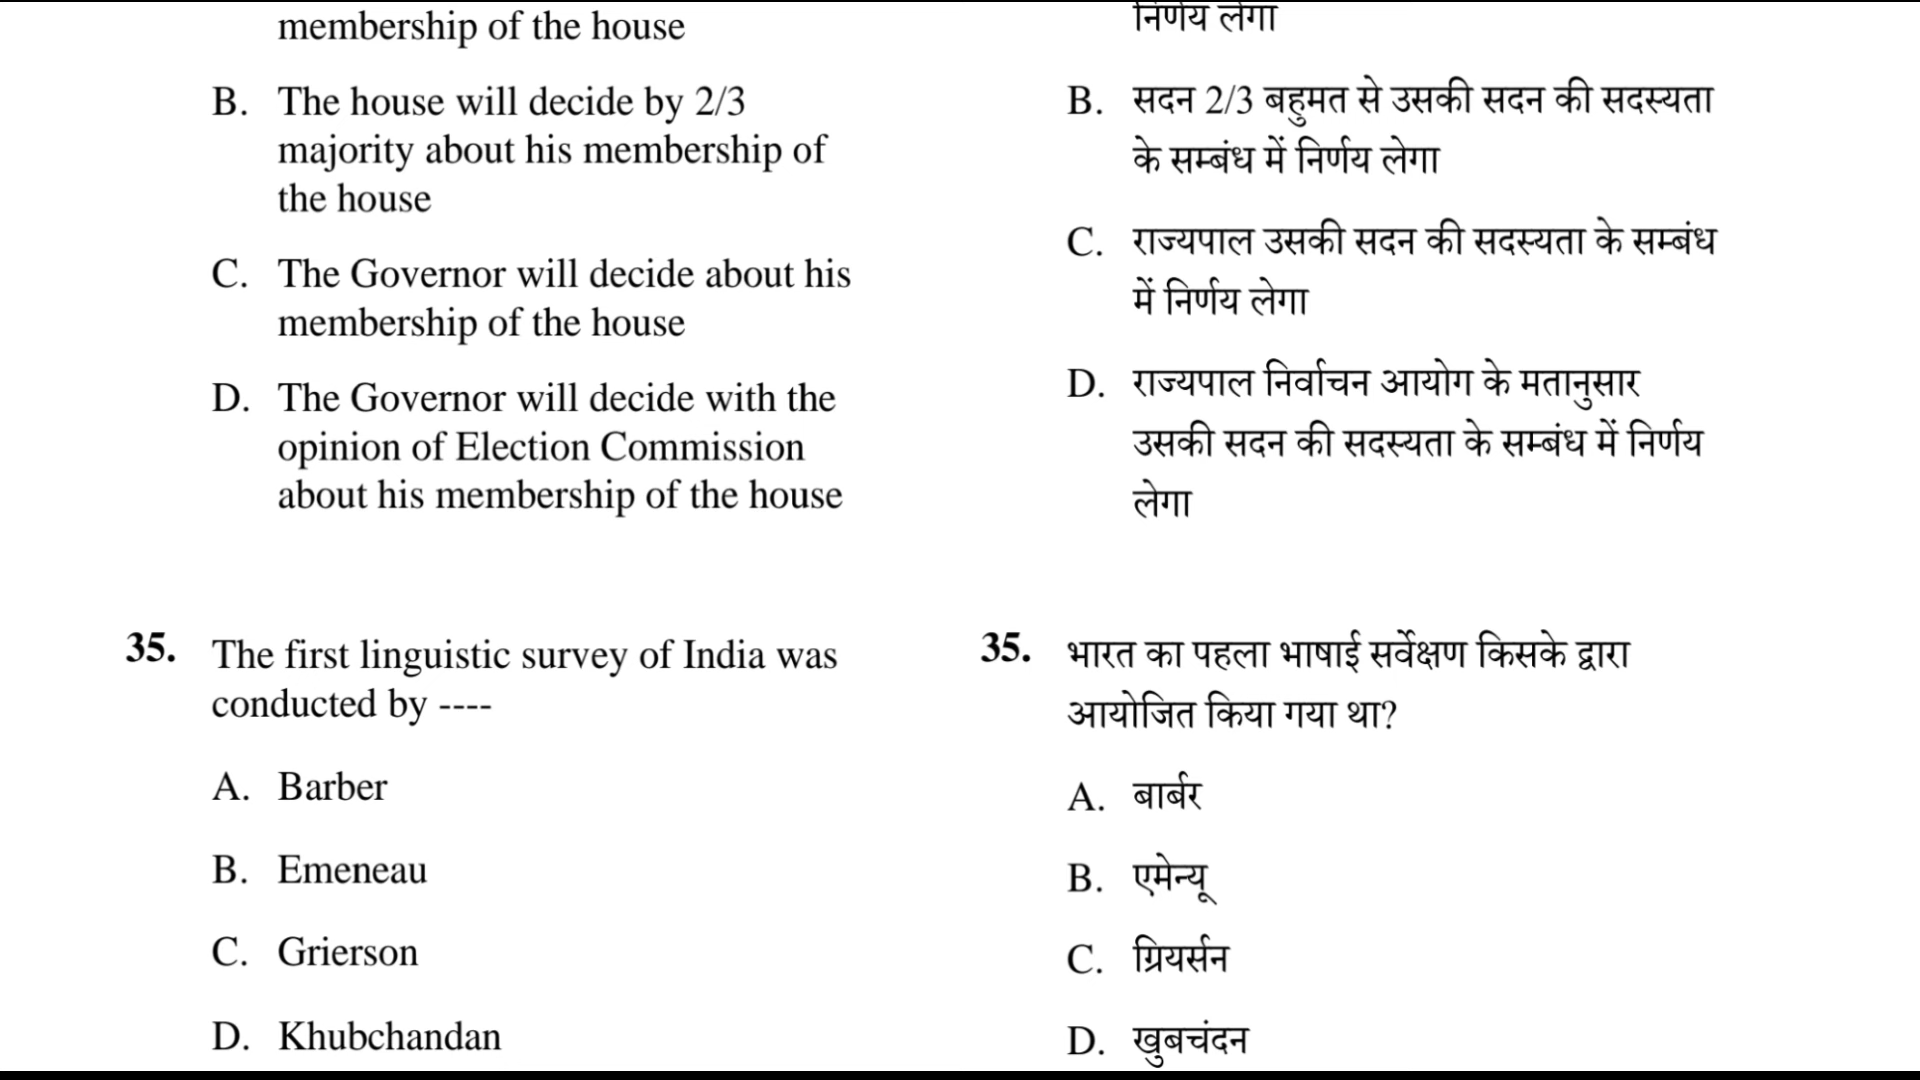 membership of the house
B. The house will decide by 2/3
majority about his membership of
the house
C. The Governor will decide about his
membership of the house
D. The Governor will decide with the
opinion of Election Commission
about his membership of the house
35. The first linguistic survey of India was
conducted by ----
A. Barber
B. Emeneau
C. Grierson
D. Khubchandan
निर्णय लेगा
B. सदन 2/3 बहुमत से उसकी सदन की सदस्यता
के सम्बंध में निर्णय लेगा
C. राज्यपाल उसकी सदन की सदस्यता के सम्बंध
में निर्णय लेगा
D. राज्यपाल निर्वाचन आयोग के मतानुसार
उसकी सदन की सदस्यता के सम्बंध में निर्णय
लेगा
35. भारत का पहला भाषाई सर्वेक्षण किसके द्वारा
आयोजित किया गया था?
A. बार्बर
B. एमेन्यू
C. ग्रियर्सन
D. खुबचंदन